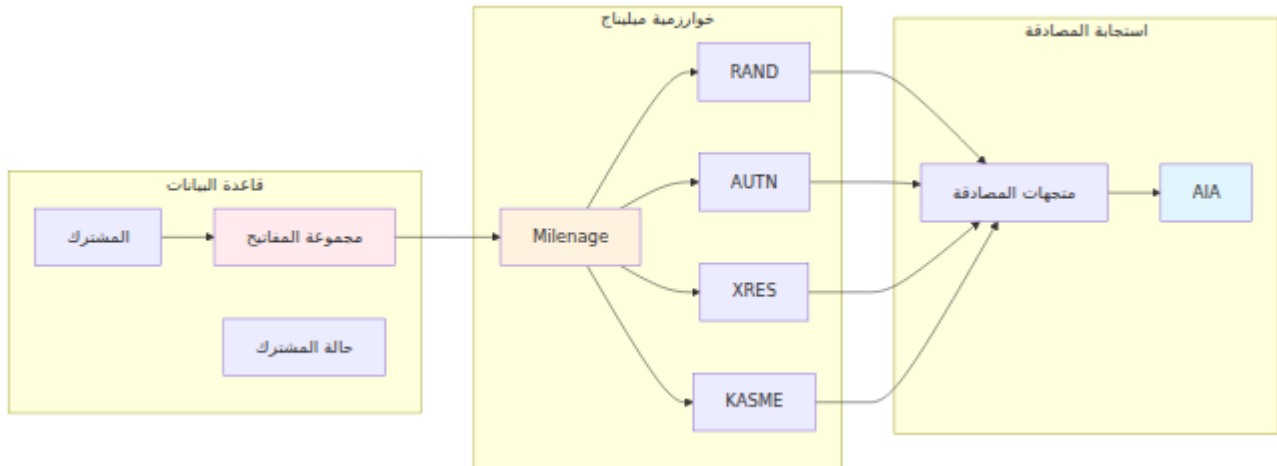 قاعدة البيانات
المشترك
مجموعة المفاتيح
حالة المشترك
خوارزمية ميليناج
Milenage
RAND
AUTN
XRES
KASME
استجابة المصادقة
متجهات المصادقة
AIA